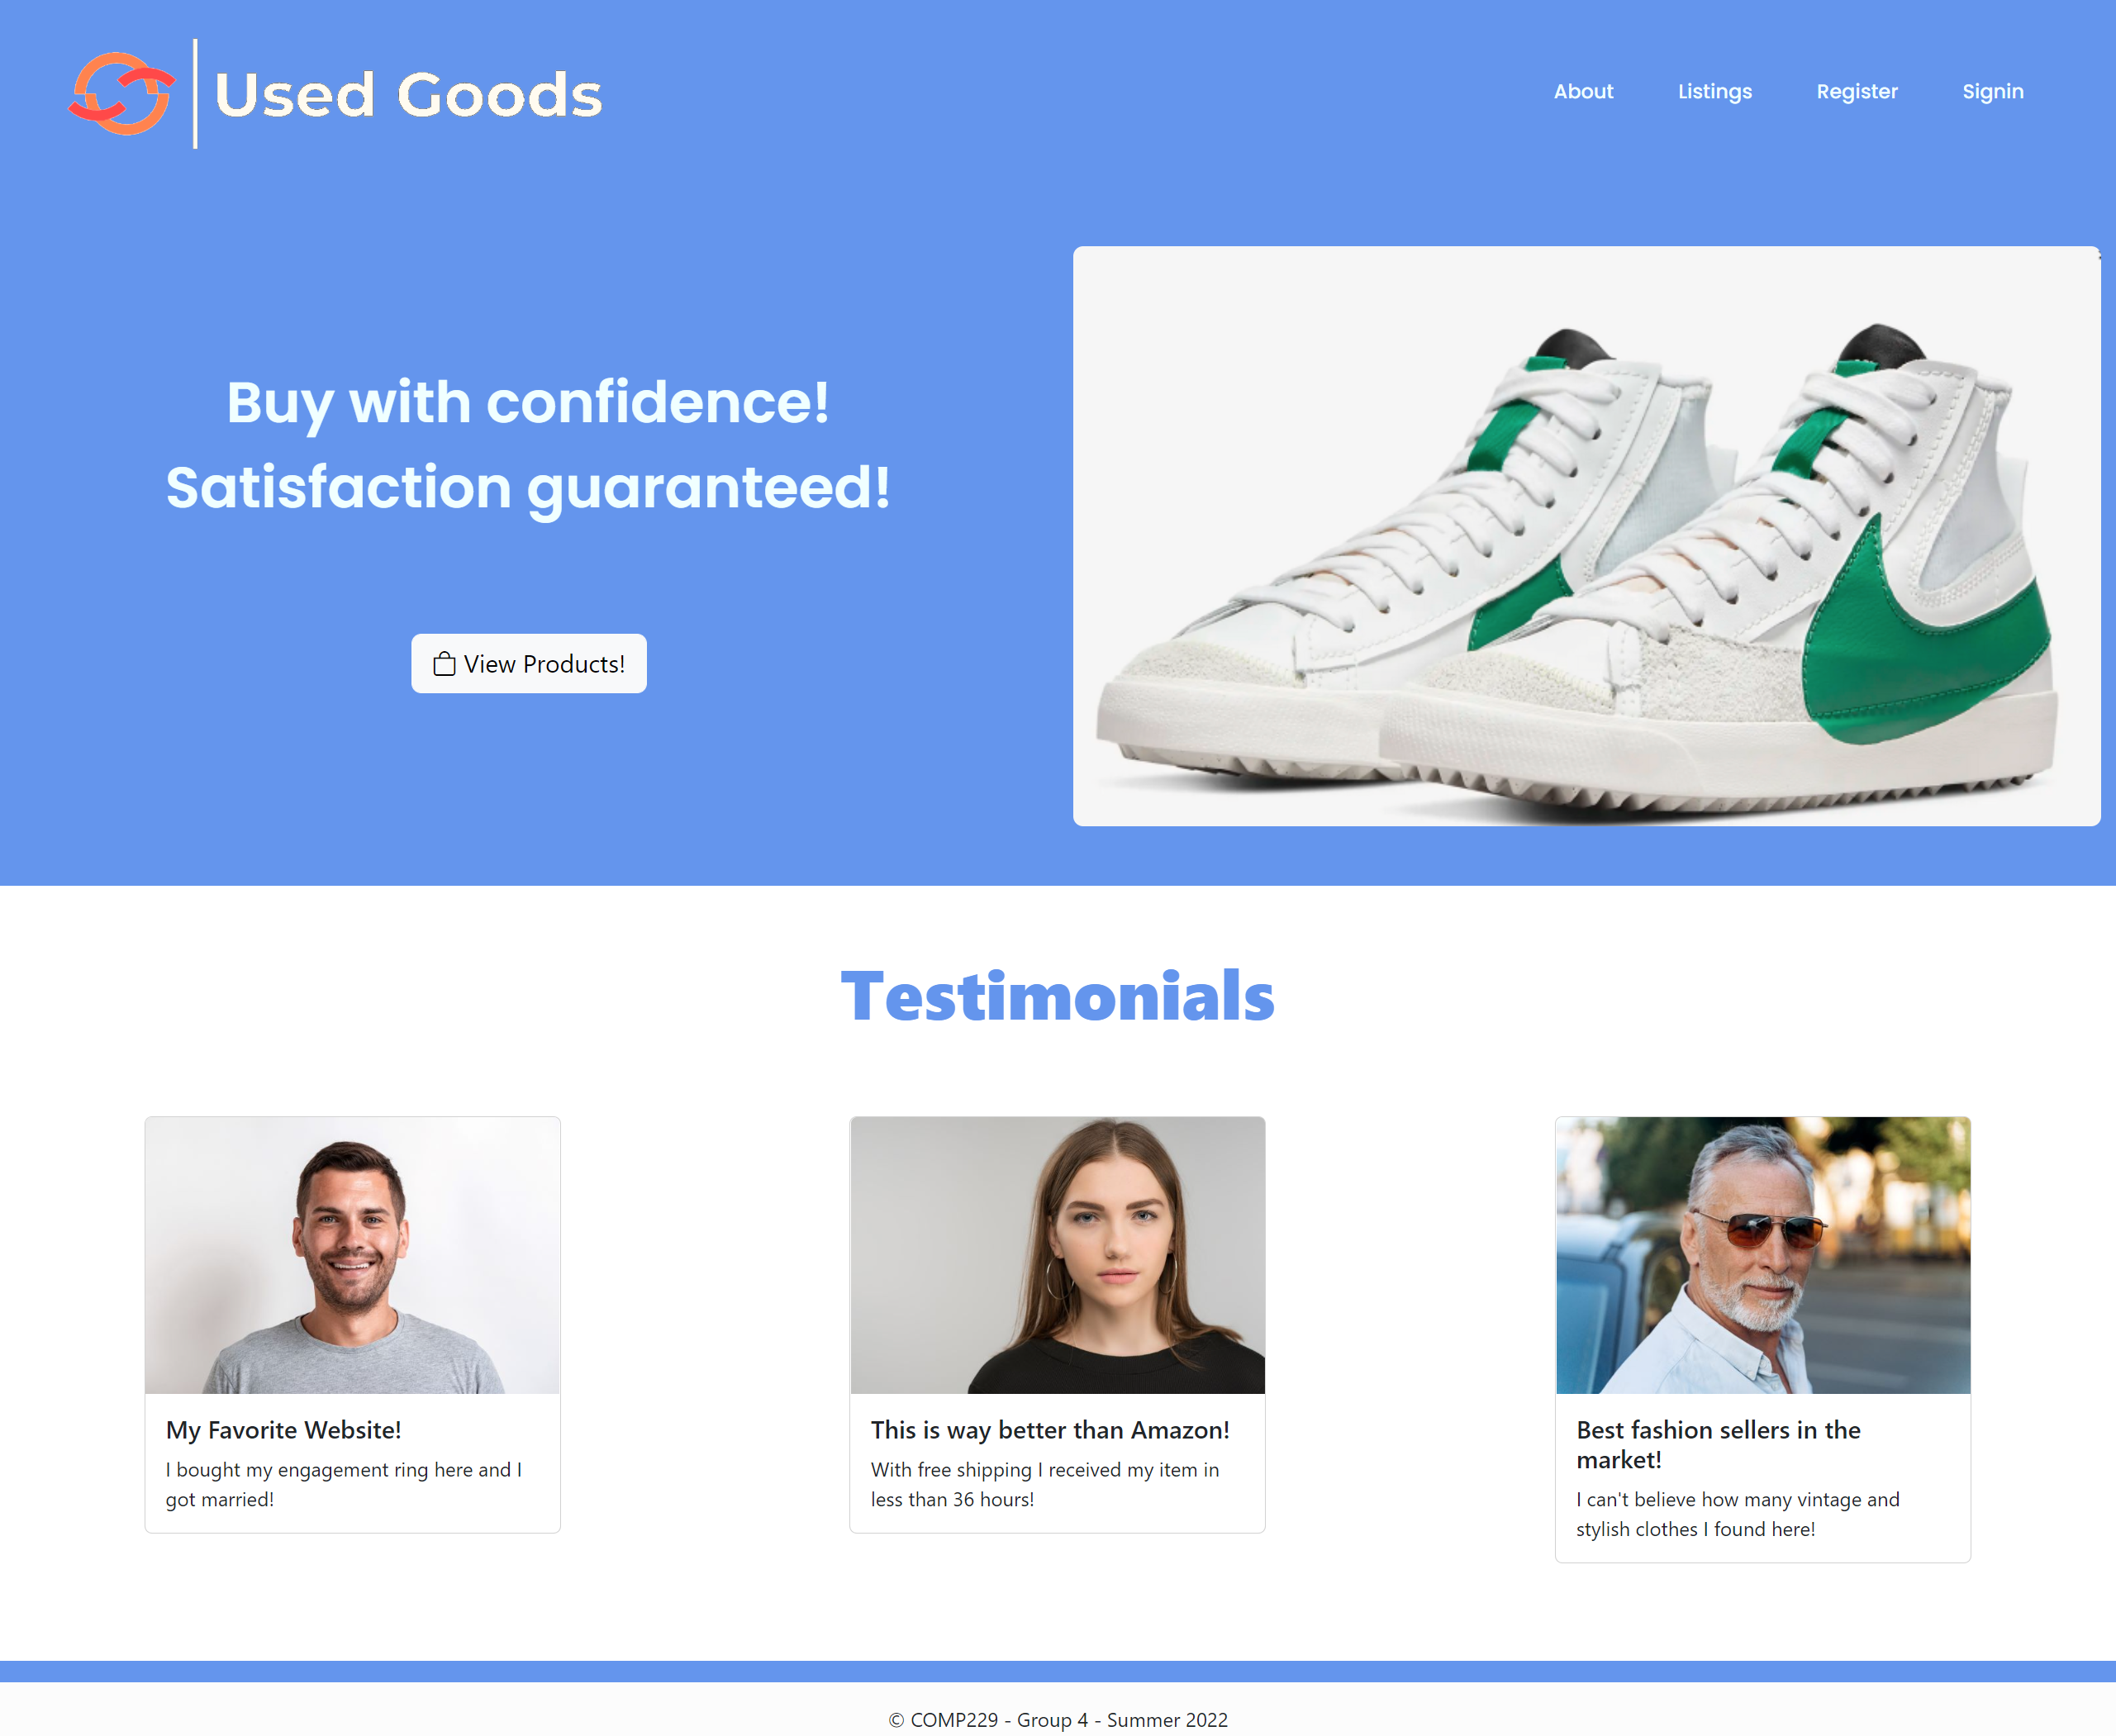 Used Goods
About Listings Register Signin
Buy with confidence!
Satisfaction guaranteed!
View Products!
Testimonials
My Favorite Website!
I bought my engagement ring here and I
got married!
This is way better than Amazon!
With free shipping I received my item in
less than 36 hours!
Best fashion sellers in the
market!
I can't believe how many vintage and
stylish clothes I found here!
© COMP229 - Group 4 - Summer 2022